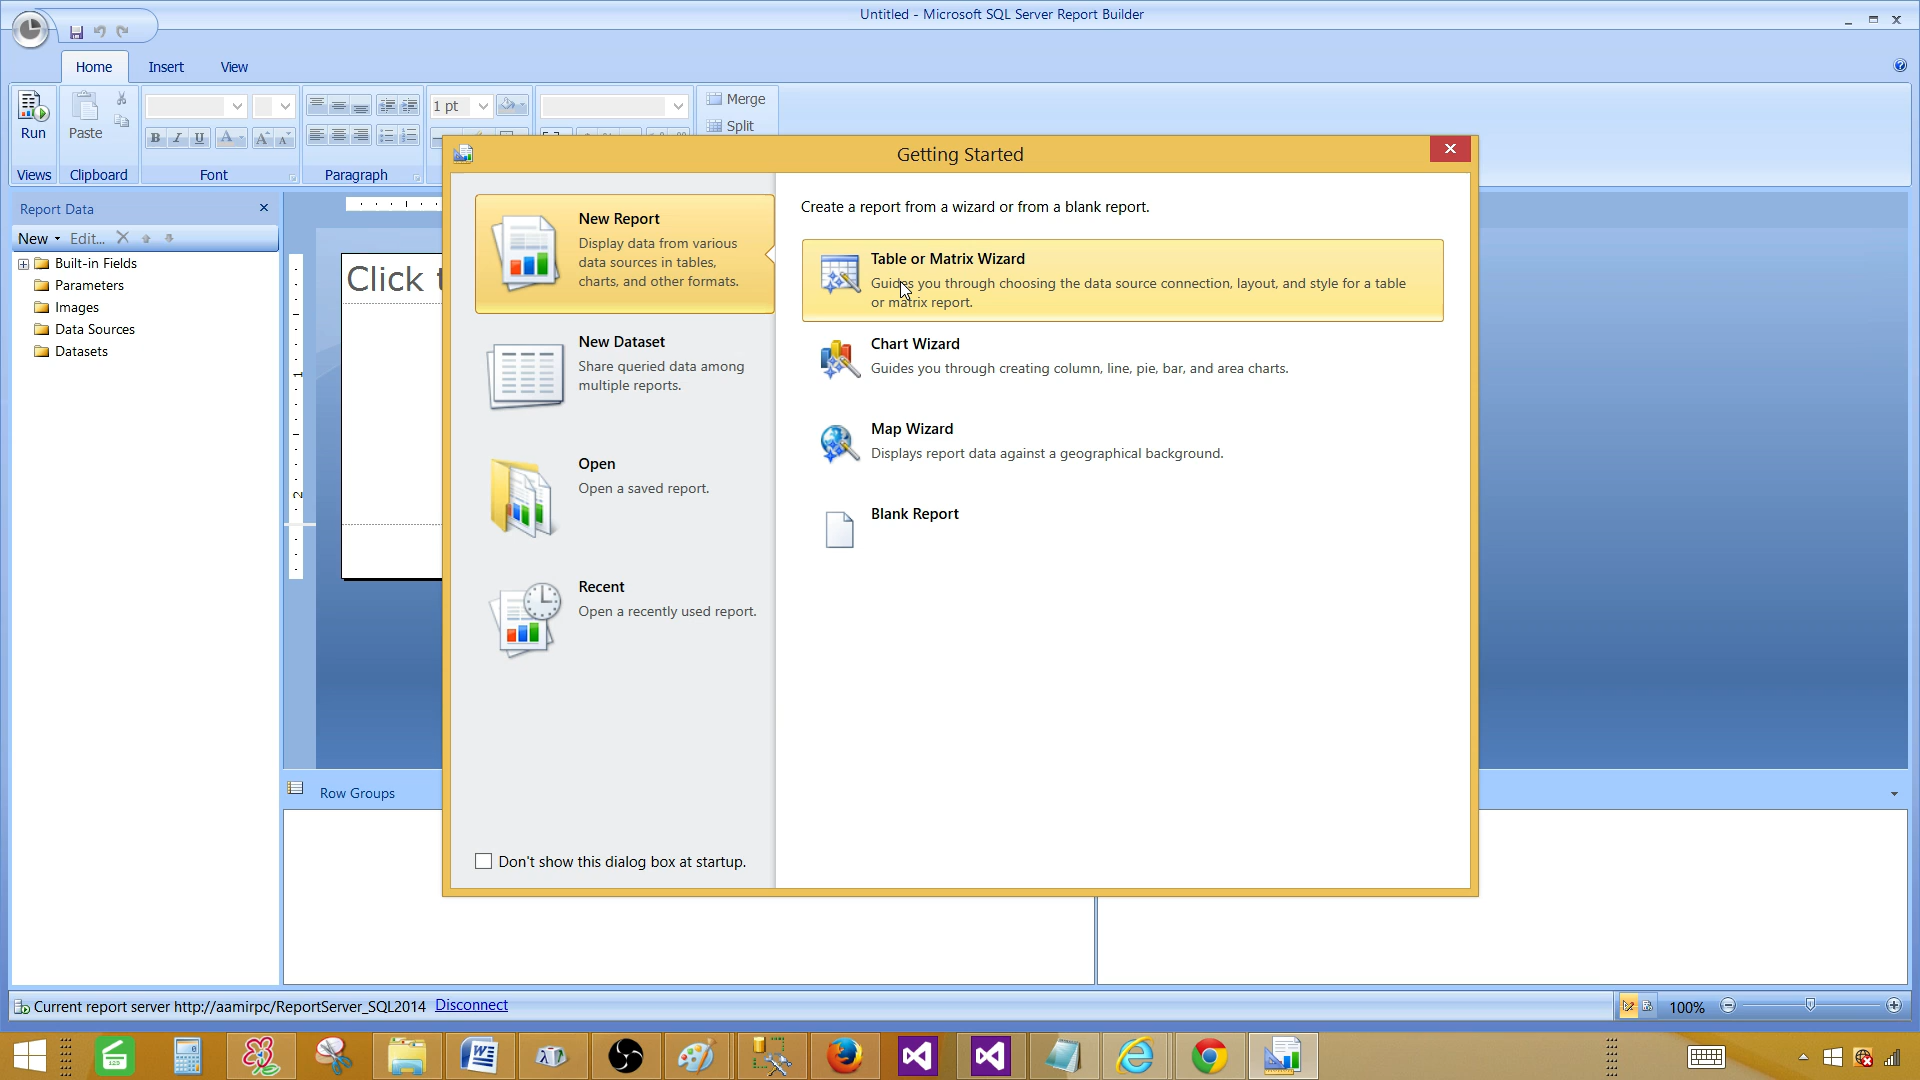 Untitled - Microsoft SQL Server Report Builder
Home Insert View
Run
Paste
1 pt
Merge
Split
B I U A
Views Clipboard Font Paragraph
Getting Started
Report Data
New Edit...
Built-in Fields
Parameters
Images
Data Sources
Datasets
Click
1
2
New Report
Display data from various
data sources in tables,
charts, and other formats.
New Dataset
Share queried data among
multiple reports.
Open
Open a saved report.
Recent
Open a recently used report.
Don't show this dialog box at startup.
Create a report from a wizard or from a blank report.
Table or Matrix Wizard
Guides you through choosing the data source connection, layout, and style for a table
or matrix report.
Chart Wizard
Guides you through creating column, line, pie, bar, and area charts.
Map Wizard
Displays report data against a geographical background.
Blank Report
Row Groups
Current report server http://aamirpc/ReportServer_SQL2014 Disconnect
100%